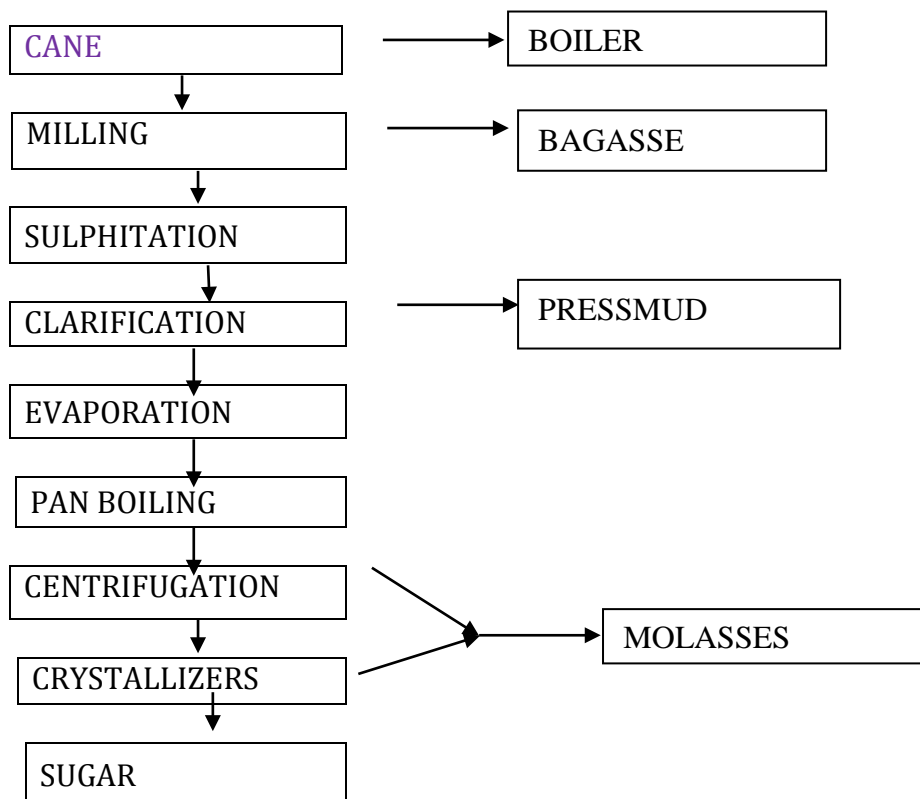 CANE
BOILER
MILLING
BAGASSE
SULPHITATION
CLARIFICATION
PRESSMUD
EVAPORATION
PAN BOILING
CENTRIFUGATION
MOLASSES
CRYSTALLIZERS
SUGAR